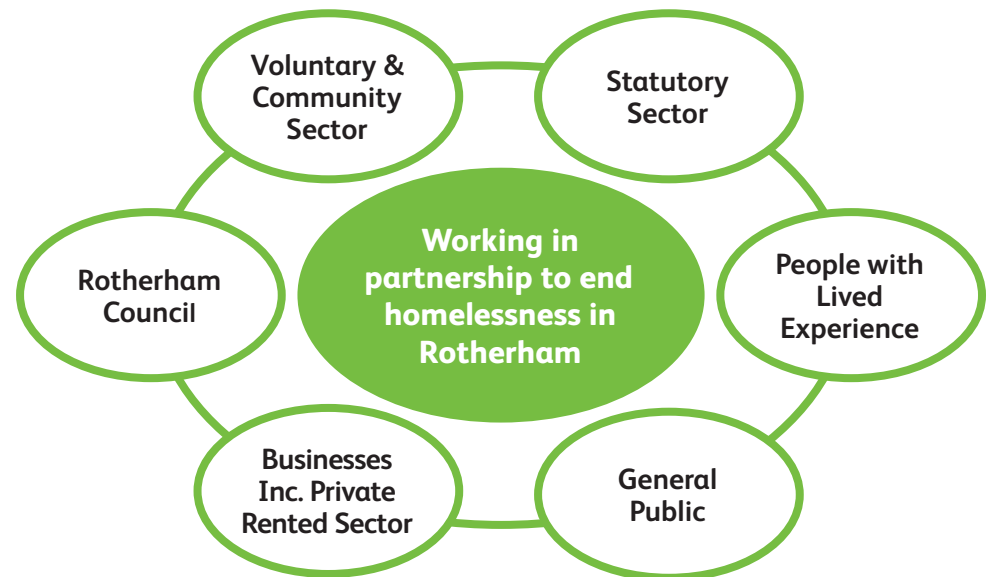 Voluntary &
Community
Sector
Statutory
Sector
Rotherham
Council
Working in
partnership to end
homelessness in
Rotherham
People with
Lived
Experience
Businesses
Inc. Private
Rented Sector
General
Public